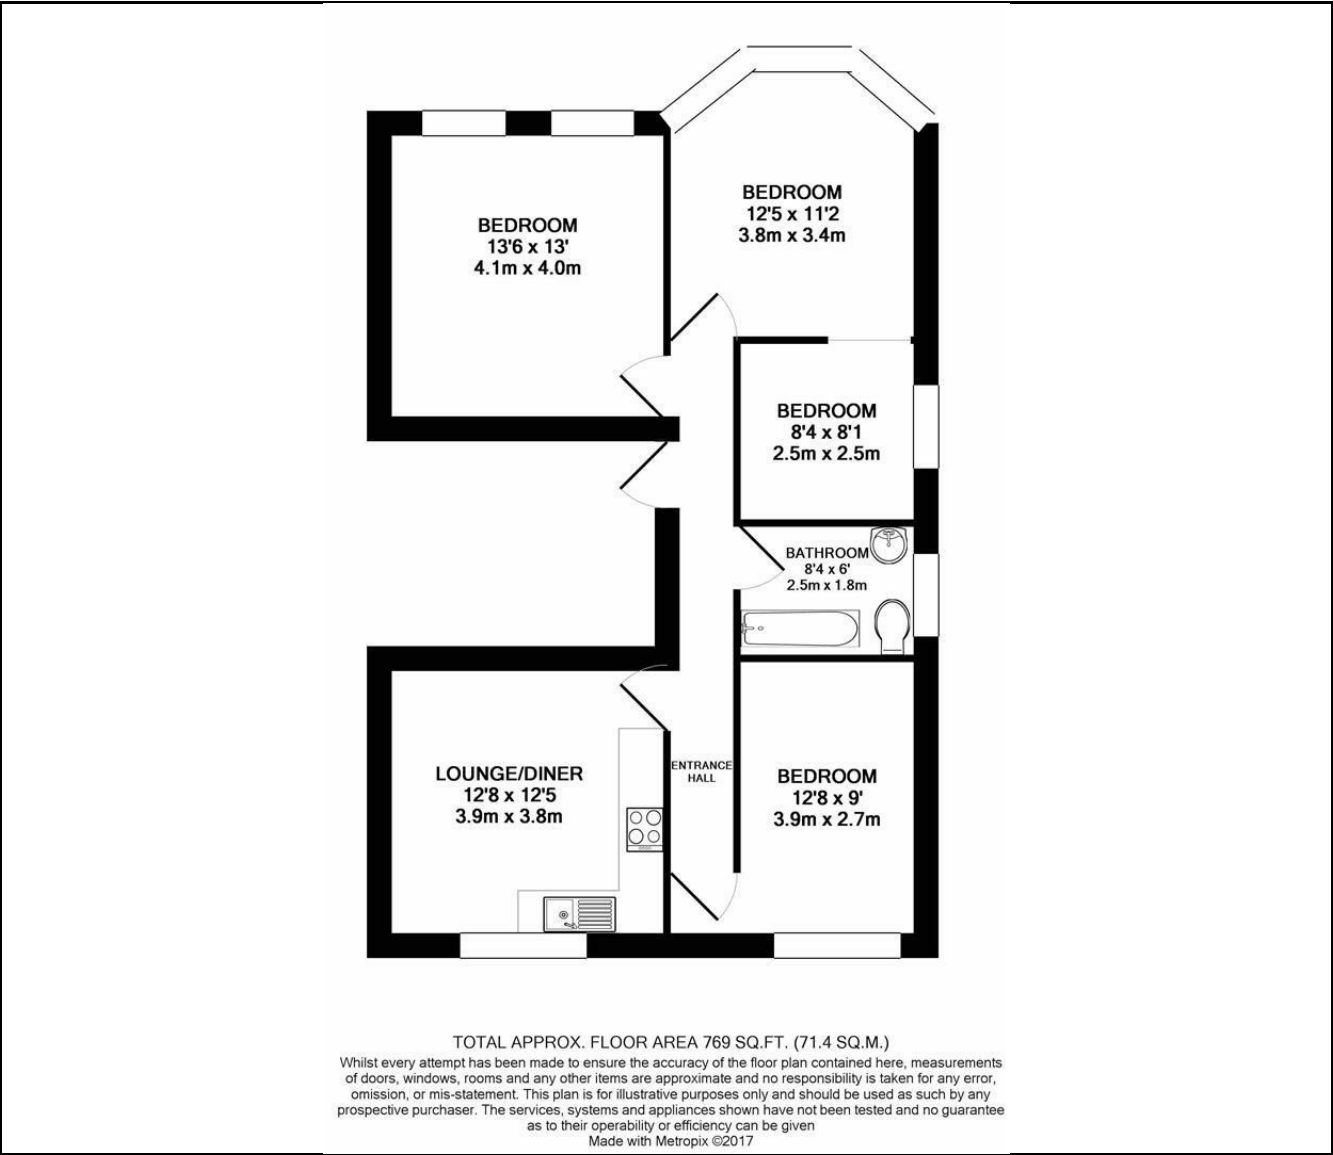 BEDROOM
12'5 x 11'2
3.8m x 3.4m
BEDROOM
13'6 x 13'
4.1m x 4.0m
BEDROOM
8'4 x 8'1
2.5m x 2.5m
BATHROOM
8'4 x 6'
2.5m x 1.8m
LOUNGE/DINER
12'8 x 12'5
3.9m x 3.8m
ENTRANCE
HALL
BEDROOM
12'8 x 9'
3.9m x 2.7m
TOTAL APPROX. FLOOR AREA 769 SQ.FT. (71.4 SQ.M.)
Whilst every attempt has been made to ensure the accuracy of the floor plan contained here, measurements
of doors, windows, rooms and any other items are approximate and no responsibility is taken for any error,
omission, or mis-statement. This plan is for illustrative purposes only and should be used as such by any
prospective purchaser. The services, systems and appliances shown have not been tested and no guarantee
as to their operability or efficiency can be given
Made with Metropix ©2017